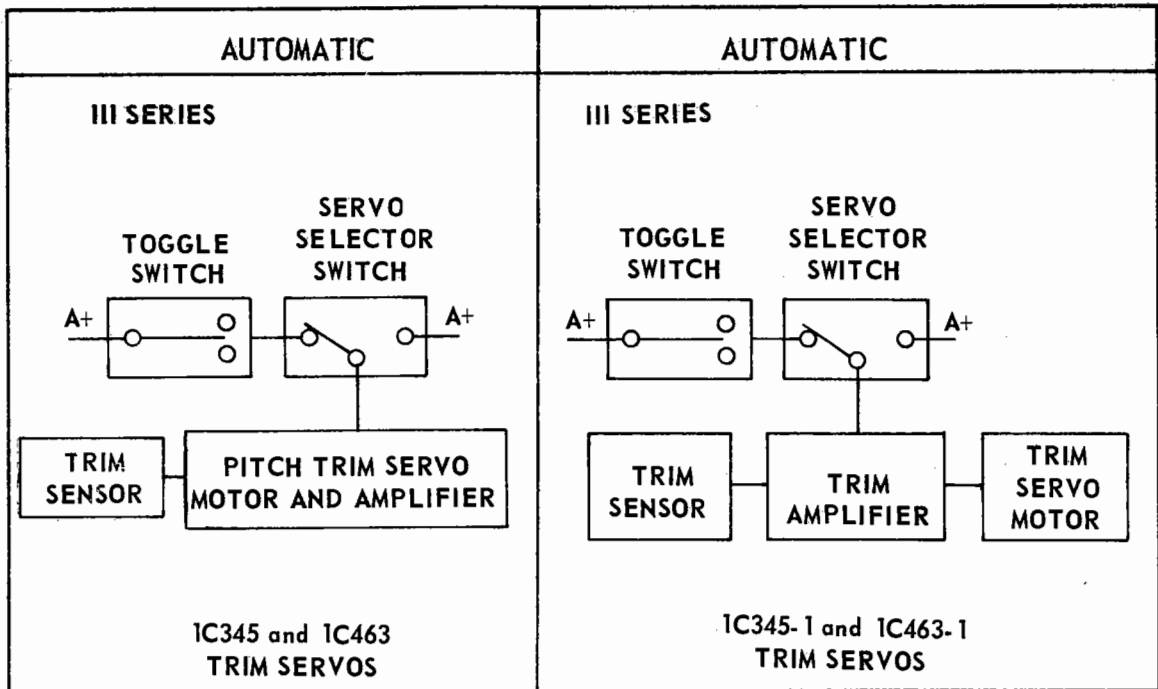 AUTOMATIC
III SERIES
SERVO
SELECTOR
SWITCH
TOGGLE
SWITCH
A+
A+
TRIM
SENSOR
PITCH TRIM SERVO
MOTOR AND AMPLIFIER
1C345 and 1C463
TRIM SERVOS
AUTOMATIC
III SERIES
SERVO
SELECTOR
SWITCH
TOGGLE
SWITCH
A+
A+
TRIM
SENSOR
TRIM
AMPLIFIER
TRIM
SERVO
MOTOR
1C345-1 and 1C463-1
TRIM SERVOS